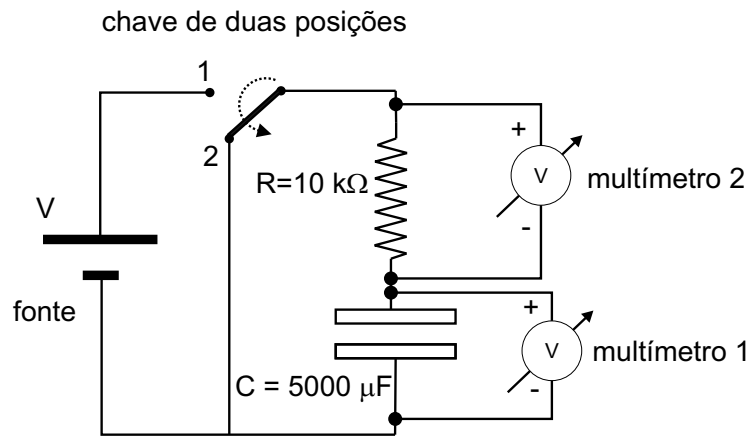 chave de duas posições
1
2
R=10 kΩ
+
V
-
multímetro 2
V
fonte
+
V
-
multímetro 1
C = 5000 μF